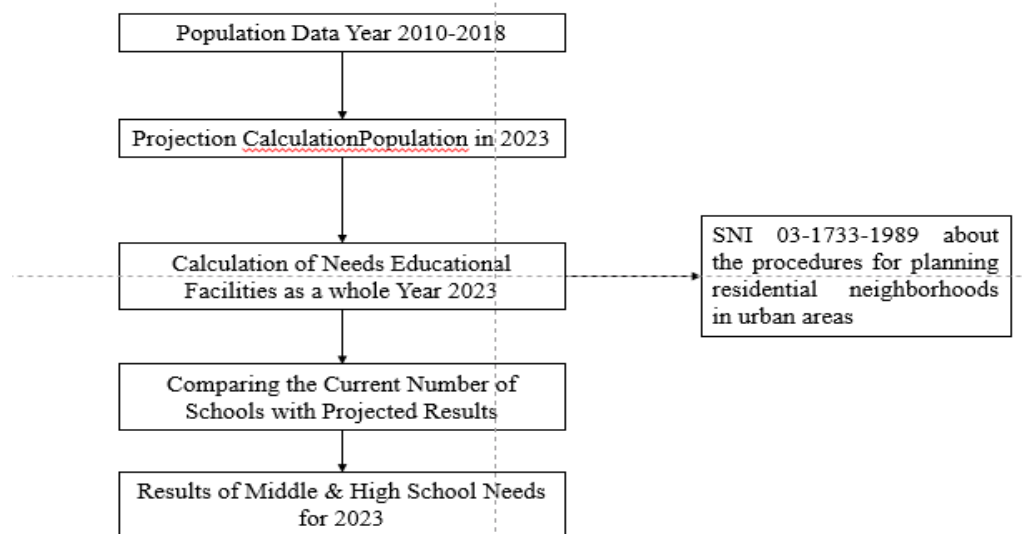 Population Data Year 2010-2018
Projection CalculationPopulation in 2023
Calculation of Needs Educational
Facilities as a whole Year 2023
SNI 03-1733-1989 about
the procedures for planning
residential neighborhoods
in urban areas
Comparing the Current Number of
Schools with Projected Results
Results of Middle & High School Needs
for 2023